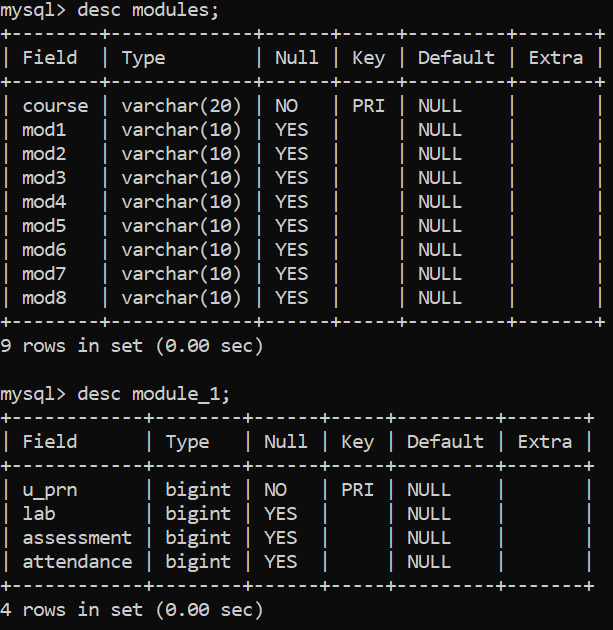 mysql> desc modules;
+--------+-------------+------+-----+---------+-------+
| Field  | Type        | Null | Key | Default | Extra |
+--------+-------------+------+-----+---------+-------+
| course | varchar(20) | NO   | PRI | NULL    |       |
| mod1   | varchar(10) | YES  |     | NULL    |       |
| mod2   | varchar(10) | YES  |     | NULL    |       |
| mod3   | varchar(10) | YES  |     | NULL    |       |
| mod4   | varchar(10) | YES  |     | NULL    |       |
| mod5   | varchar(10) | YES  |     | NULL    |       |
| mod6   | varchar(10) | YES  |     | NULL    |       |
| mod7   | varchar(10) | YES  |     | NULL    |       |
| mod8   | varchar(10) | YES  |     | NULL    |       |
+--------+-------------+------+-----+---------+-------+
9 rows in set (0.00 sec)

mysql> desc module_1;
+------------+--------+------+-----+---------+-------+
| Field      | Type   | Null | Key | Default | Extra |
+------------+--------+------+-----+---------+-------+
| u_prn      | bigint | NO   | PRI | NULL    |       |
| lab        | bigint | YES  |     | NULL    |       |
| assessment | bigint | YES  |     | NULL    |       |
| attendance | bigint | YES  |     | NULL    |       |
+------------+--------+------+-----+---------+-------+
4 rows in set (0.00 sec)